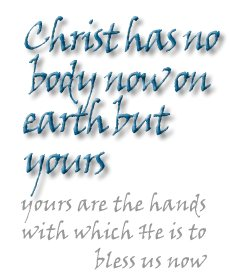 Christ has no
body now on
earth but
yours
yours are the hands
with which He is to
bless us now